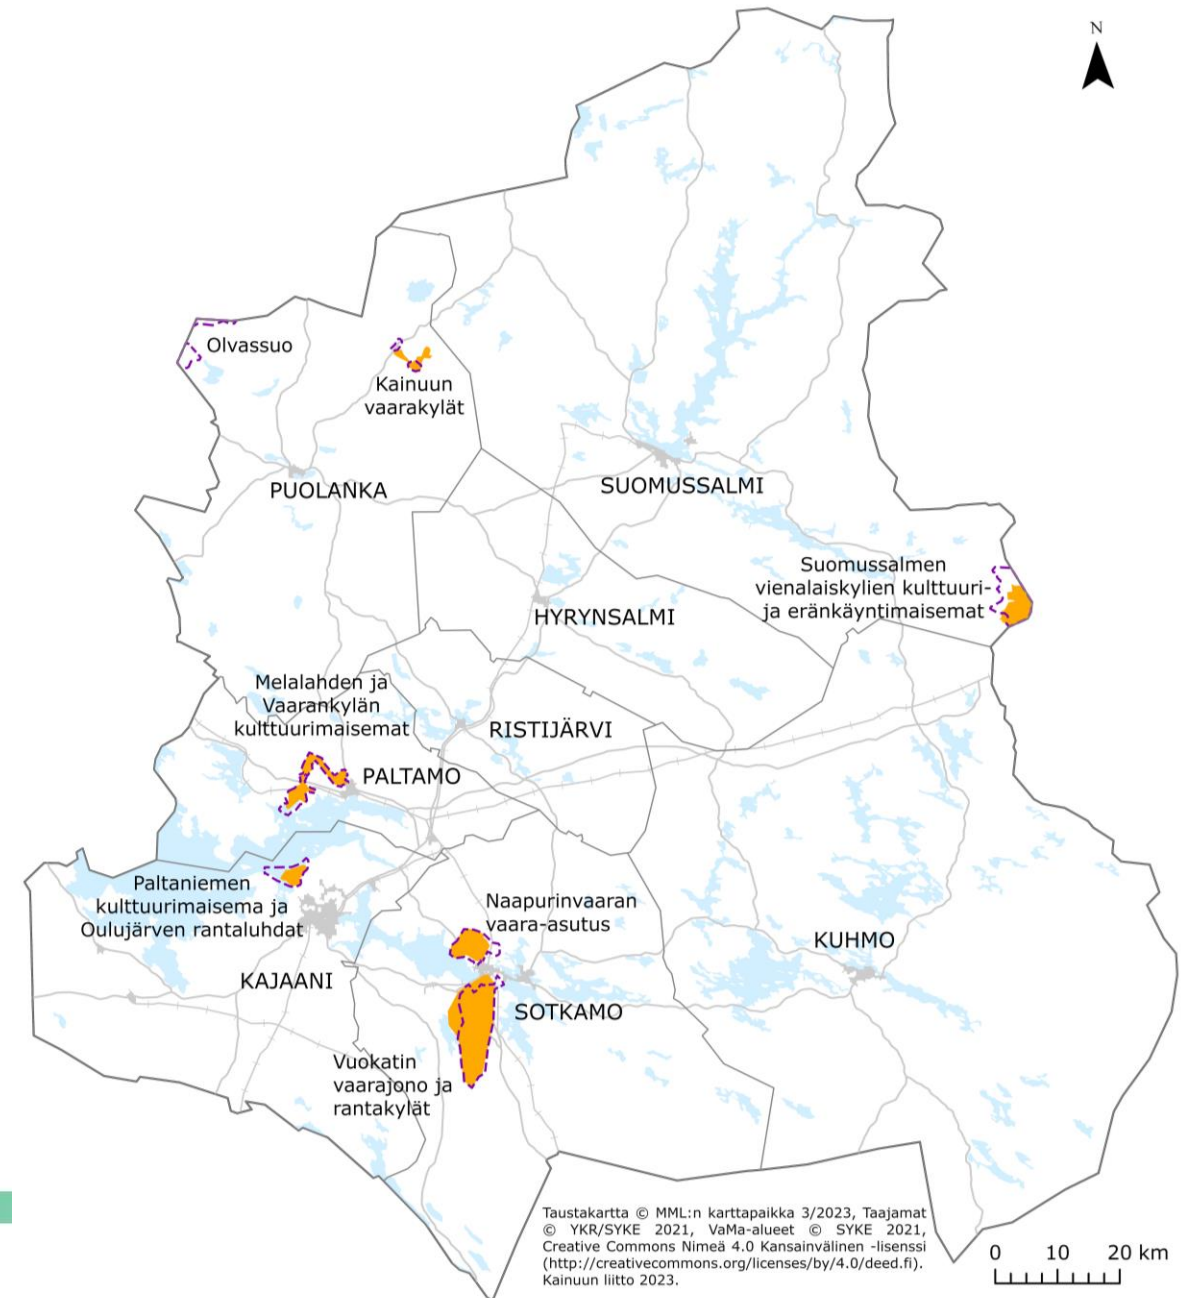 N
Olvassuo
Kainuun
vaarakylät
PUOLANKA
SUOMUSSALMI
Suomussalmen
vienalaiskylien kulttuuri-
ja eränkäyntimaisemat
HYRYNSALMI
Melalahden ja
Vaarankylän
kulttuurimaisemat
RISTIJÄRVI
PALTAMO
Paltaniemen
kulttuurimaisema ja
Oulujärven rantaluhdat
Naapurinvaaran
vaara-asutus
KUHMO
KAJAANI
SOTKAMO
Vuokatin
vaarajono ja
rantakylät
Taustakartta © MML:n karttapaikka 3/2023, Taajamat
© YKR/SYKE 2021, VaMa-alueet © SYKE 2021,
Creative Commons Nimeä 4.0 Kansainvälinen -lisenssi
(http://creativecommons.org/licenses/by/4.0/deed.fi).
Kainuun liitto 2023.
0 10 20 km